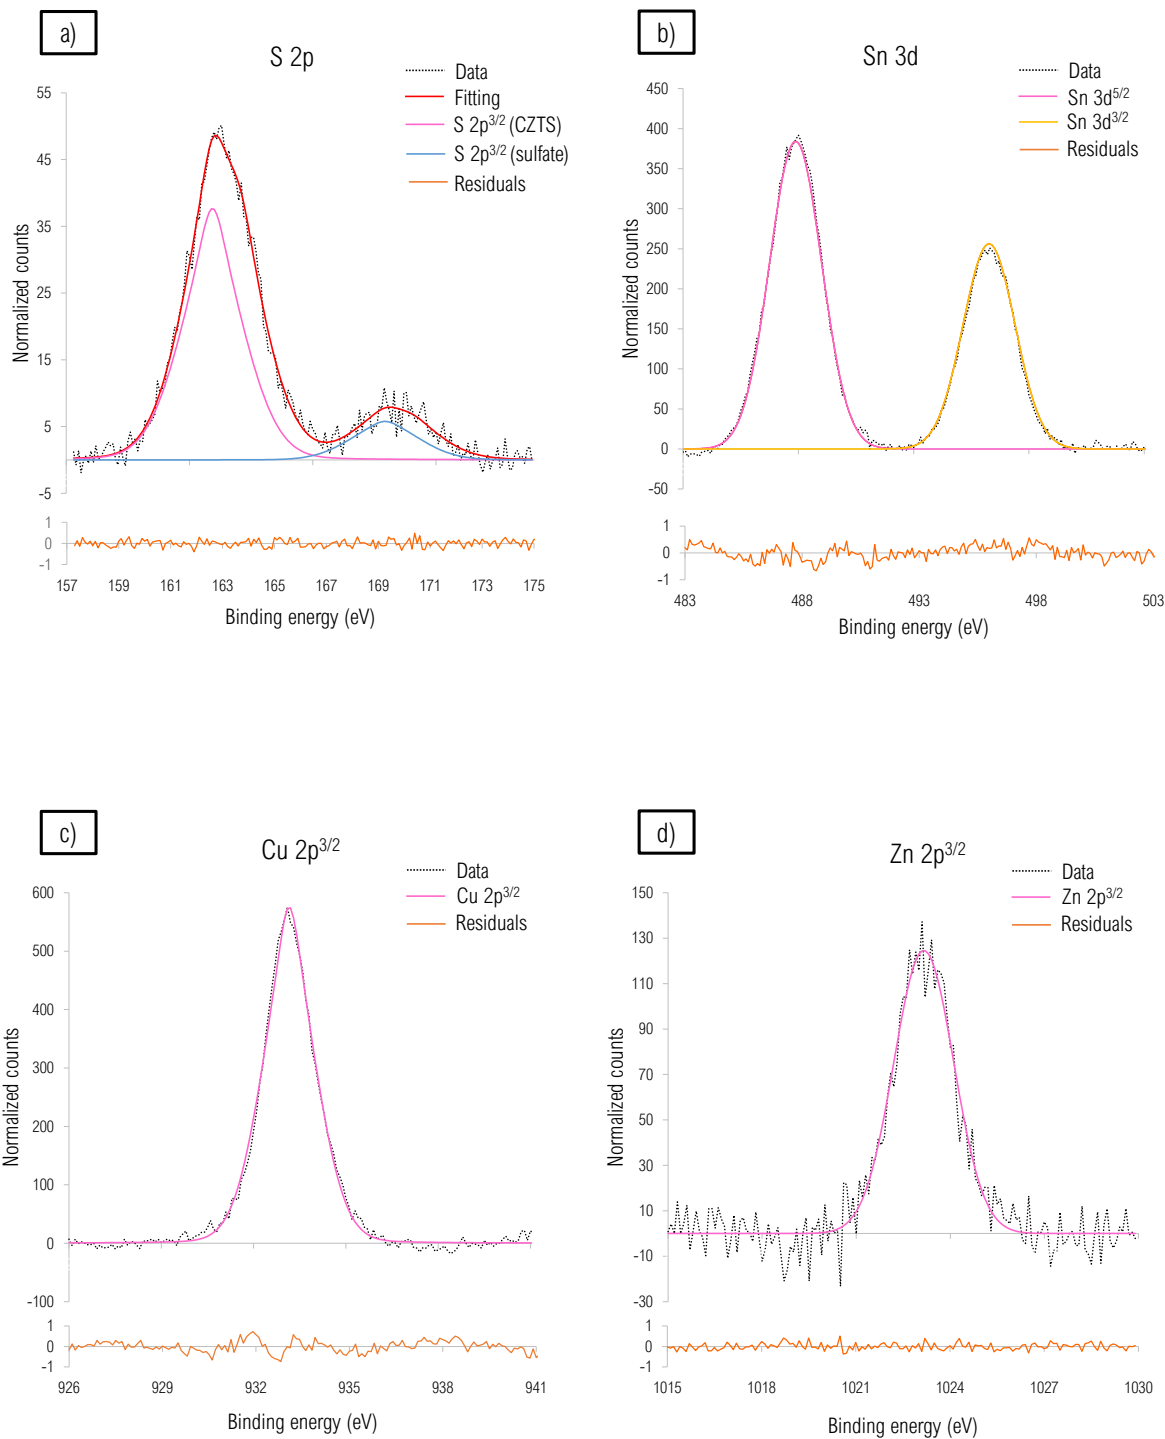 a)
S 2p
Data
Fitting
S 2p3/2 (CZTS)
S 2p3/2 (sulfate)
Residuals
Normalized counts
55
45
35
25
15
5
-5
1
0
-1
157 159 161 163 165 167 169 171 173 175
Binding energy (eV)
b)
Sn 3d
Data
Sn 3d5/2
Sn 3d3/2
Residuals
Normalized counts
450
400
350
300
250
200
150
100
50
0
-50
1
0
-1
483 488 493 498 503
Binding energy (eV)
c)
Cu 2p3/2
Data
Cu 2p3/2
Residuals
Normalized counts
600
500
400
300
200
100
0
-100
1
0
-1
926 929 932 935 938 941
Binding energy (eV)
d)
Zn 2p3/2
Data
Zn 2p3/2
Residuals
Normalized counts
150
130
110
90
70
50
30
10
-10
-30
1
0
-1
1015 1018 1021 1024 1027 1030
Binding energy (eV)